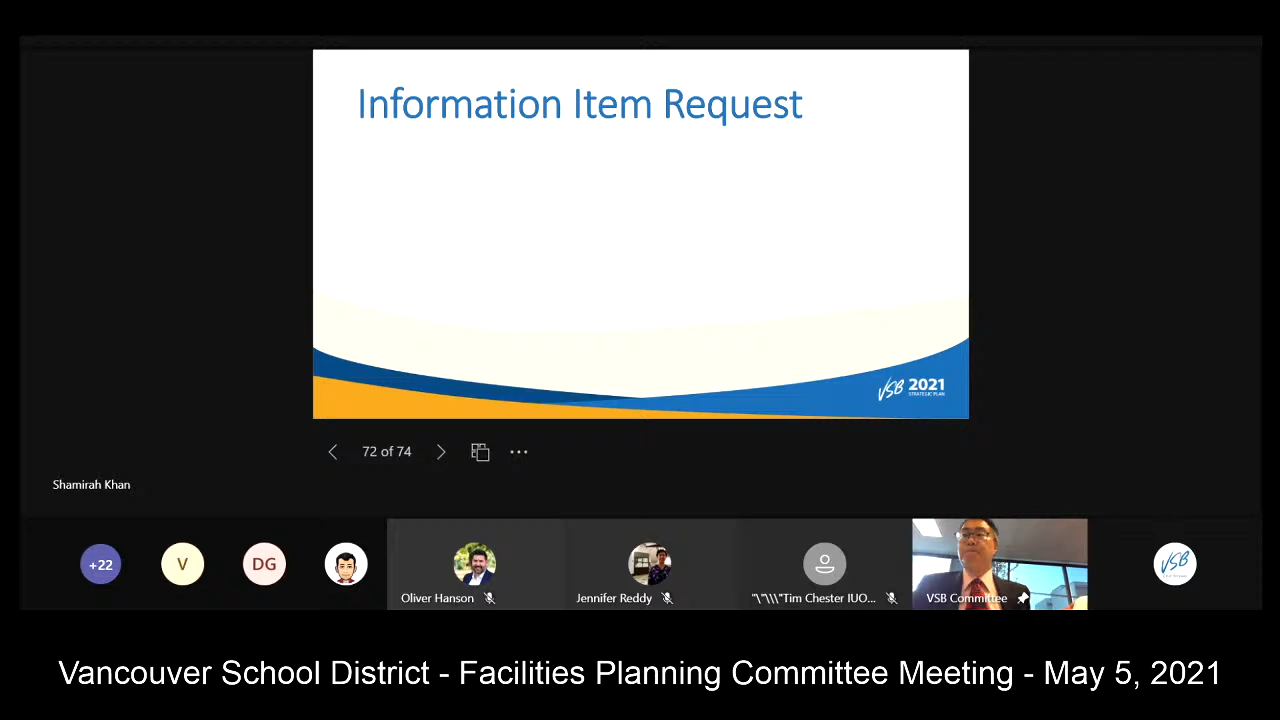 Information Item Request
VSB 2021
STRATEGIC PLAN
72 of 74
Shamirah Khan
+22
V
DG
Oliver Hanson
Jennifer Reddy
"\"\\\"Tim Chester IUO...
VSB Committee
VSB
Vancouver School District - Facilities Planning Committee Meeting - May 5, 2021